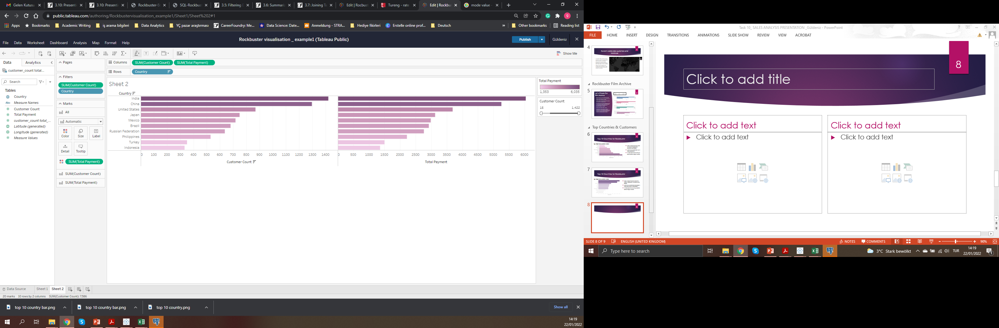 Gelen Kutusu
3.10: Presenti
3.10: Presenti
Rockbuster-S
SQL-Rockbus
3.5: Filtering
3.6: Summari
3.7: Joining Ta
Edit | Rocbust
Tureng - rate
Edit | Rockbus
mode value -
public.tableau.com/authoring/Rockbustervisualisation_example1/Sheet1/Sheet%202#1
g
Apps
Bookmarks
Academic Writing
iş arama bilgileri
Data Analytics
YÇ pazar araştırması
CareerFoundry: Me...
Data Science: Date...
Anmeldung - STRA...
Hediye fikirleri
Erstelle online prof...
Deutsch
»
Other bookmarks
Reading list
Rockbuster visualisation _ example1 (Tableau Public)
Publish
Güldeniz
File Data Worksheet Dashboard Analysis Map Format Help
Show Me
Data Analytics
customer_count total...
Search
Tables
Country
Abc Measure Names
Customer Count
Total Payment
customer_count total_...
Latitude (generated)
Longitude (generated)
Measure Values
Pages
Filters
SUM(Customer Count)
Country
Marks
All
Automatic
Color Size Label
Detail Tooltip
SUM(Total Payment)
SUM(Customer Count)
SUM(Total Payment)
Columns SUM(Customer Count) SUM(Total Payment)
Rows Country
Sheet 2
Country
India
China
United States
Japan
Mexico
Brazil
Russian Federation
Philippines
Turkey
Indonesia
0 100 200 300 400 500 600 700 800 900 1000 1100 1200 1300 1400
Customer Count
0 500 1000 1500 2000 2500 3000 3500 4000 4500 5000 5500 6000
Total Payment
Total Payment
1,353 6,035
Customer Count
15 1,422
Data Source Sheet 1 Sheet 2
20 marks 10 rows by 2 columns SUM(Customer Count): 7,586
top 10 country bar.png
top 10 country bar.png
top 10 country.png
Show all
14:19
22/01/2022
Task 10_ SALES ANALYSIS PRESENTATION _Güldeniz - PowerPoint
FILE HOME INSERT DESIGN TRANSITIONS ANIMATIONS SLIDE SHOW REVIEW VIEW ACROBAT
4
Current worldwide customers and
revenues
Rockbuster Film Archive
5
Let's Check Our
Film Archive
Top Countries & Customers
6
Top 10 Countries for Rockbuster
7
Top 10 Countries for Rockbuster
8
8
Click to add title
Click to add text
Click to add text
Click to add text
Click to add text
SLIDE 8 OF 9
ENGLISH (UNITED KINGDOM)
NOTES
COMMENTS
90%
Type here to search
3°C Stark bewölkt
TUR
14:19
22/01/2022
1